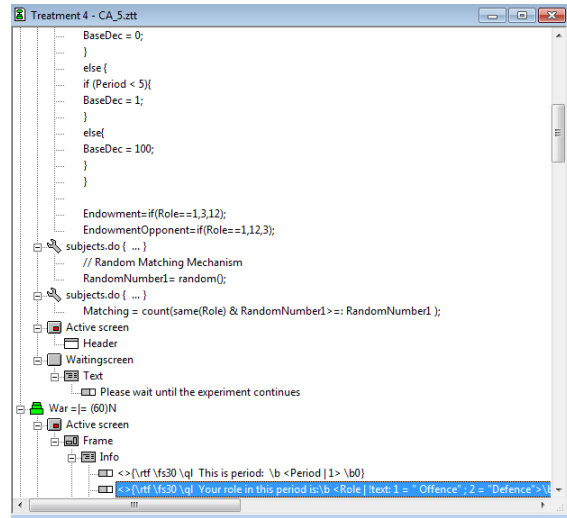 Treatment 4 - CA_5.ztt
BaseDec = 0;
}
else {
if (Period < 5){
BaseDec = 1;
}
else{
BaseDec = 100;
}
}
Endowment=if(Role==1,3,12);
EndowmentOpponent=if(Role==1,12,3);
subjects.do { ... }
// Random Matching Mechanism
RandomNumber1= random();
subjects.do { ... }
Matching = count(same(Role) & RandomNumber1>=: RandomNumber1 );
Active screen
Header
Waitingscreen
Text
Please wait until the experiment continues
War =|= (60)N
Active screen
Frame
Info
<>{\rtf \fs30 \ql This is period: \b <Period | 1> \b0}
<>{\rtf \fs30 \ql Your role in this period is:\b <Role | !text: 1 = " Offence" ; 2 = "Defence">\b